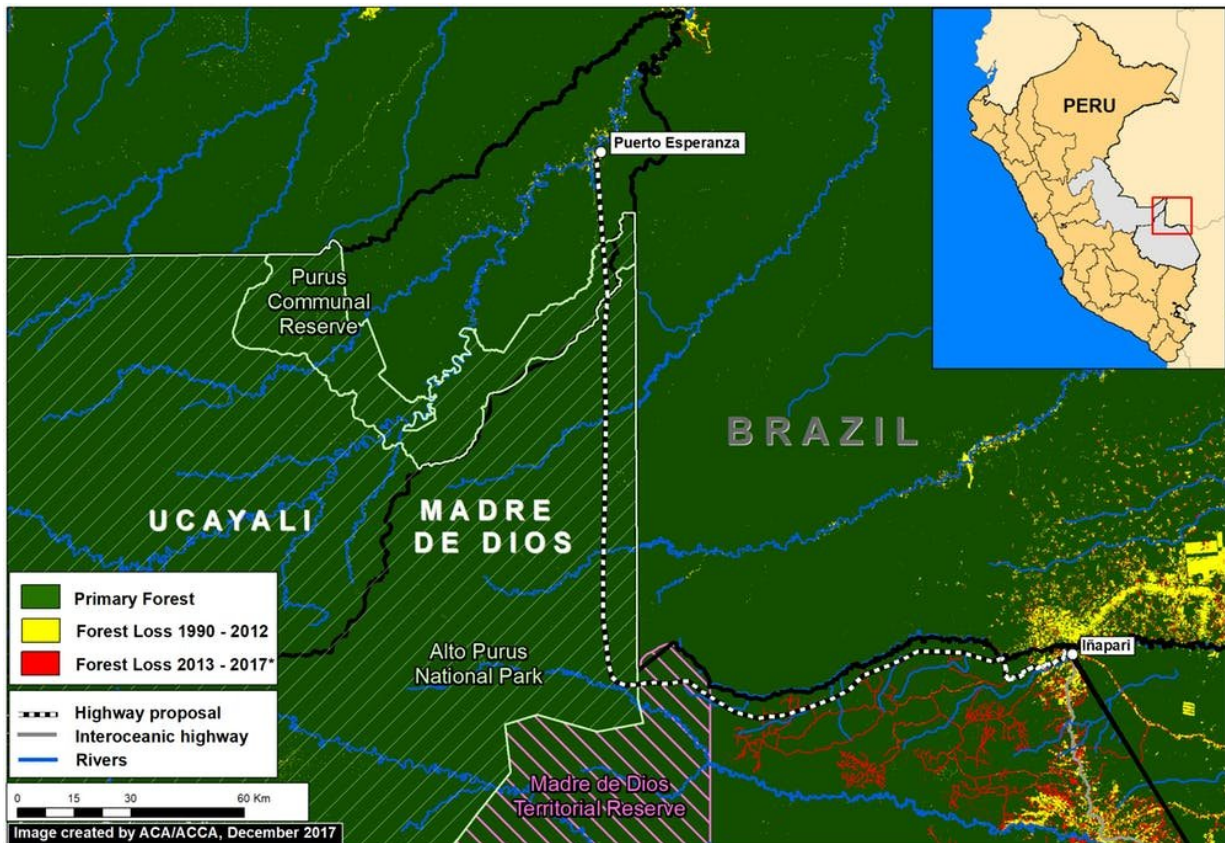 PERU
Puerto Esperanza
Purus
Communal
Reserve
BRAZIL
UCAYALI
MADRE
DE DIOS
Primary Forest
Forest Loss 1990 - 2012
Forest Loss 2013 - 2017*
Alto Purus
National Park
Iñapari
Highway proposal
Interoceanic highway
Rivers
Madre de Dios
Territorial Reserve
0 15 30 60 Km
Image created by ACA/ACCA, December 2017